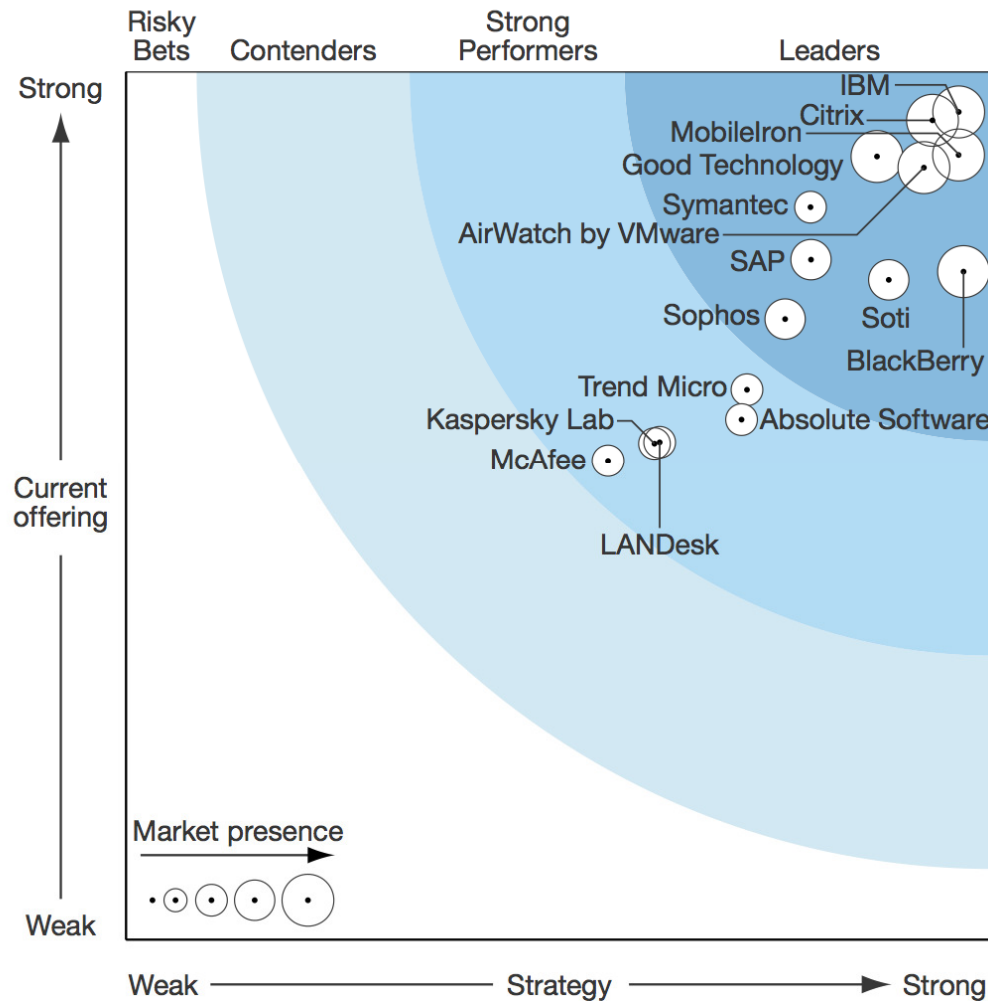 Risky
Bets
Contenders
Strong
Performers
Leaders
Strong
IBM
Citrix
MobileIron
Good Technology
Symantec
AirWatch by VMware
SAP
Sophos
Soti
BlackBerry
Trend Micro
Kaspersky Lab
Absolute Software
McAfee
Current
offering
LANDesk
Market presence
Weak
Weak
Strategy
Strong